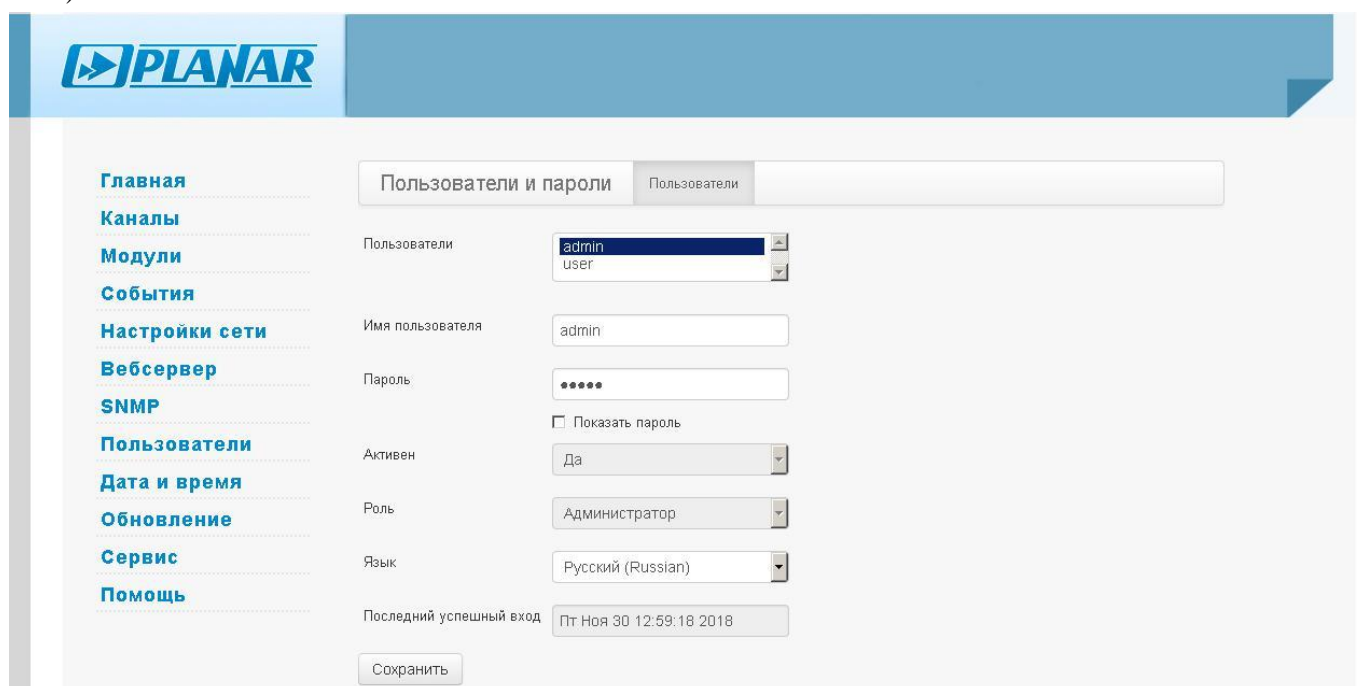 )
PLANAR
Главная
Каналы
Модули
События
Настройки сети
Вебсервер
SNMP
Пользователи
Дата и время
Обновление
Сервис
Помощь
Пользователи и пароли Пользователи
Пользователи admin
user
Имя пользователя admin
Пароль •••••
Показать пароль
Активен Да
Роль Администратор
Язык Русский (Russian)
Последний успешный вход Пт Ноя 30 12:59:18 2018
Сохранить